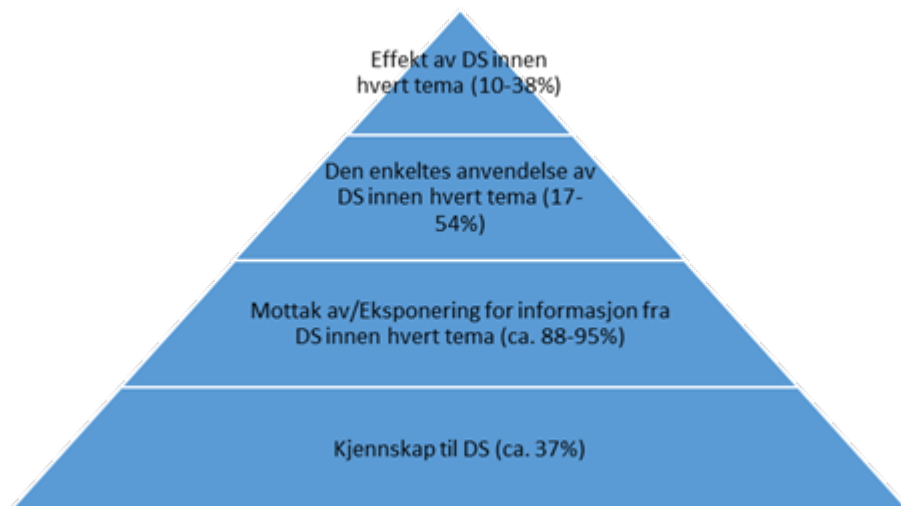 Effekt av DS innen
hvert tema (10-38%)
Den enkeltes anvendelse av
DS innen hvert tema (17-
54%)
Mottak av/Eksponering for informasjon fra
DS innen hvert tema (ca. 88-95%)
Kjennskap til DS (ca. 37%)